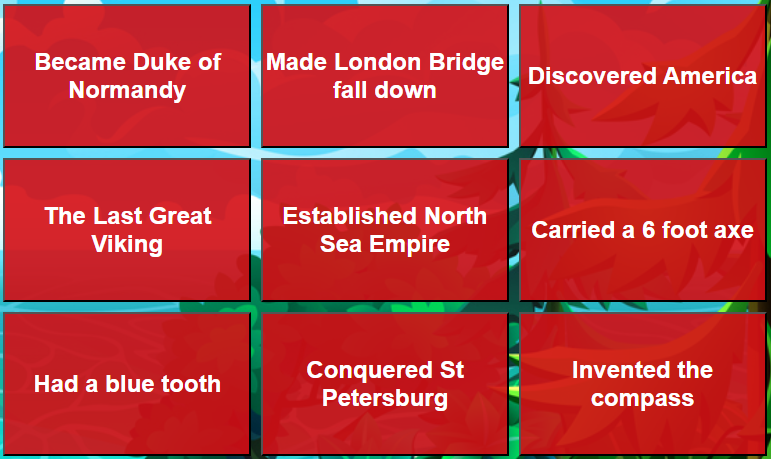 Became Duke of
Normandy
Made London Bridge
fall down
Discovered America
The Last Great
Viking
Established North
Sea Empire
Carried a 6 foot axe
Had a blue tooth
Conquered St
Petersburg
Invented the
compass